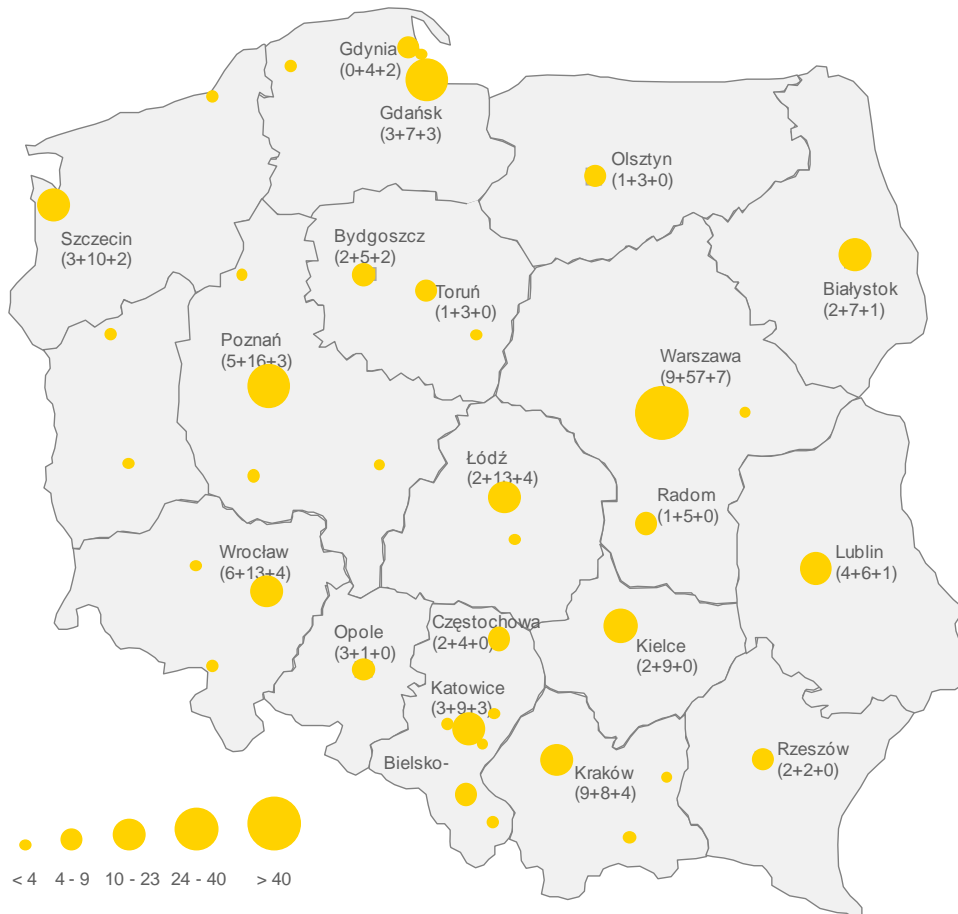 Gdynia
(0+4+2)
Gdańsk
(3+7+3)
Olsztyn
(1+3+0)
Szczecin
(3+10+2)
Bydgoszcz
(2+5+2)
Toruń
(1+3+0)
Białystok
(2+7+1)
Poznań
(5+16+3)
Warszawa
(9+57+7)
Łódź
(2+13+4)
Radom
(1+5+0)
Wrocław
(6+13+4)
Lublin
(4+6+1)
Opole
(3+1+0)
Częstochowa
(2+4+0)
Kielce
(2+9+0)
Katowice
(3+9+3)
Bielsko-
Kraków
(9+8+4)
Rzeszów
(2+2+0)
< 4 4 - 9 10 - 23 24 - 40 > 40